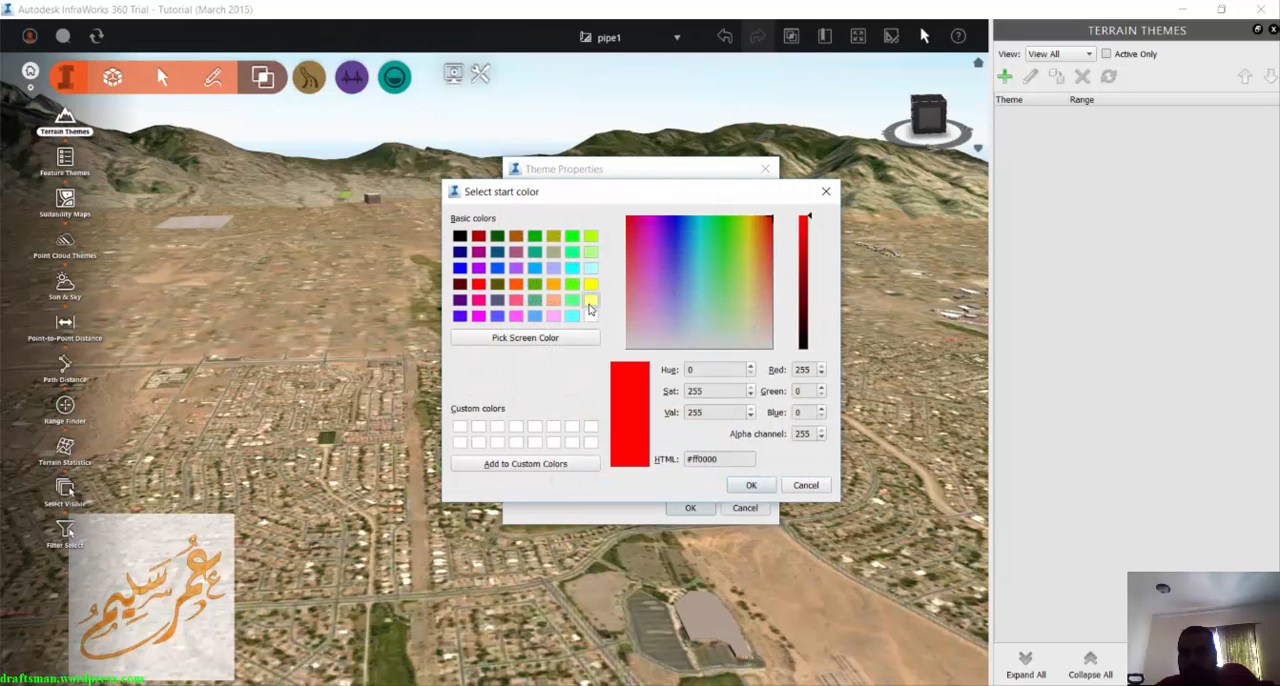 Autodesk InfraWorks 360 Trial - Tutorial (March 2015)
pipe1
TERRAIN THEMES
View: View All Active Only
Theme Range
Terrain Themes
Feature Themes
Suitability Maps
Point Cloud Themes
Sun & Sky
Point-to-Point Distance
Path Distance
Range Finder
Terrain Statistics
Select Visible
Filter Select
Theme Properties
Select start color
Basic colors
Pick Screen Color
Custom colors
Add to Custom Colors
Hue: 0 Red: 255
Sat: 255 Green: 0
Val: 255 Blue: 0
Alpha channel: 255
HTML: #ff0000
OK Cancel
OK Cancel
عمر سليم
draftsman.wordpress.com
Expand All Collapse All